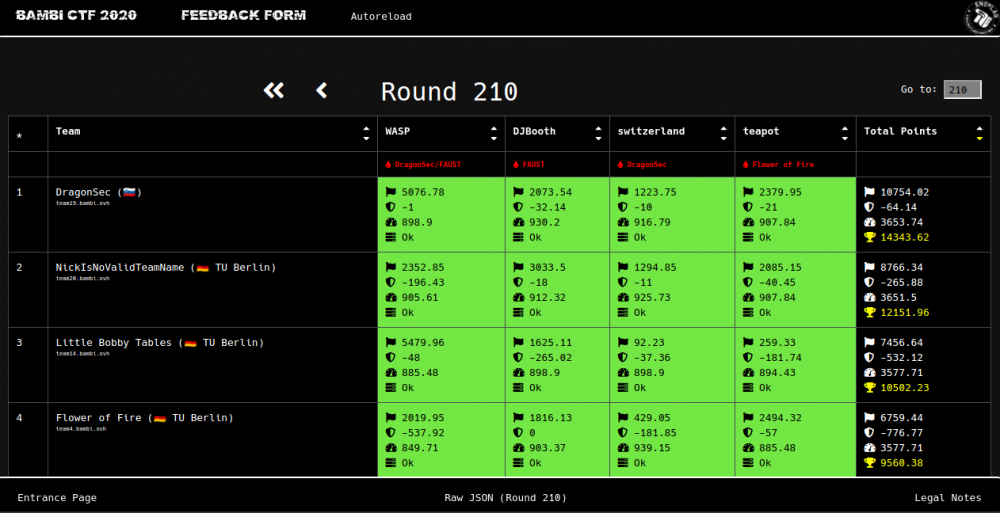 BAMBI CTF 2020 FEEDBACK FORM Autoreload
Round 210
Go to: 210
* Team WASP DJBooth switzerland teapot Total Points
DragonSec/FAUST FAUST DragonSec Flower of Fire
1 DragonSec ( ) 5076.78 2073.54 1223.75 2379.95 10754.02
team19.bambi.ovh -1 -32.14 -10 -21 -64.14
898.9 930.2 916.79 907.84 3653.74
Ok Ok Ok Ok 14343.62
2 NickIsNoValidTeamName ( TU Berlin) 2352.85 3033.5 1294.85 2085.15 8766.34
team20.bambi.ovh -196.43 -18 -11 -40.45 -265.88
905.61 912.32 925.73 907.84 3651.5
Ok Ok Ok Ok 12151.96
3 Little Bobby Tables ( TU Berlin) 5479.96 1625.11 92.23 259.33 7456.64
team14.bambi.ovh -48 -265.02 -37.36 -181.74 -532.12
885.48 898.9 898.9 894.43 3577.71
Ok Ok Ok Ok 10502.23
4 Flower of Fire ( TU Berlin) 2019.95 1816.13 429.05 2494.32 6759.44
team4.bambi.ovh -537.92 0 -181.85 -57 -776.77
849.71 903.37 939.15 885.48 3577.71
Ok Ok Ok Ok 9560.38
Entrance Page Raw JSON (Round 210) Legal Notes